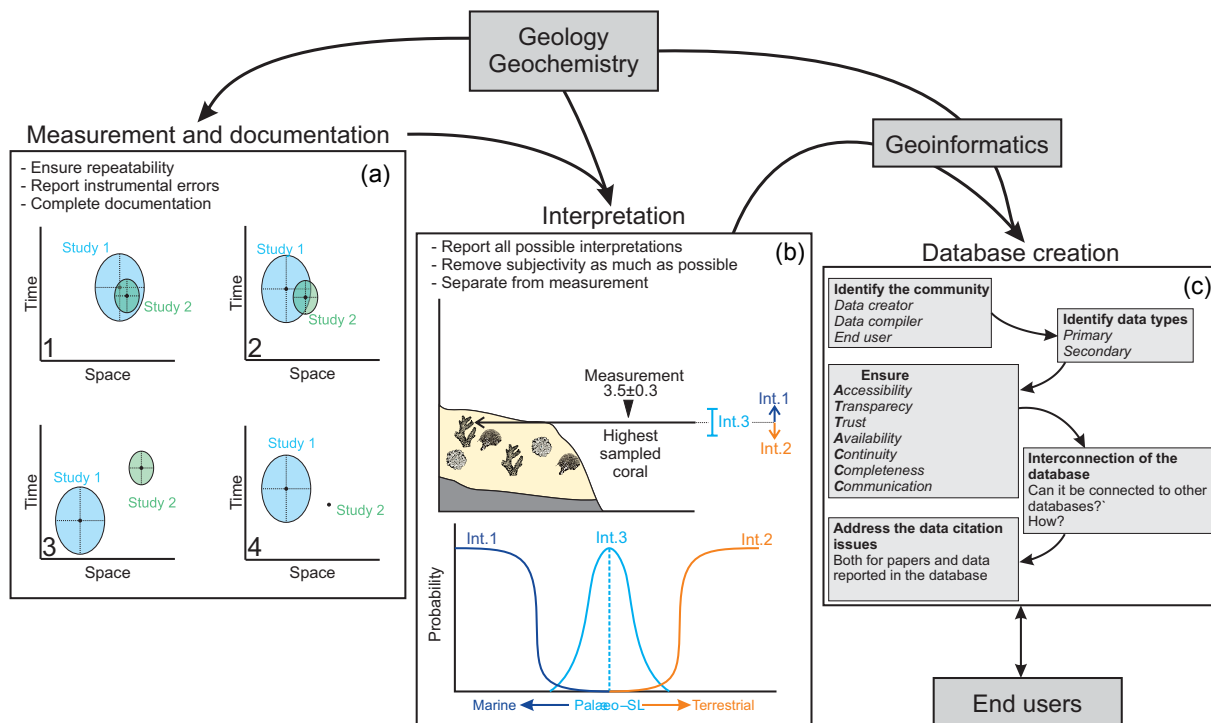 Geology
Geochemistry
Measurement and documentation
Geoinformatics
- Ensure repeatability
- Report instrumental errors
- Complete documentation
(a)
Study 1
Study 2
Time
1
Space
Study 1
Study 2
Time
2
Space
Study 1
Study 2
Time
3
Space
Study 1
Study 2
Time
4
Space
Interpretation
- Report all possible interpretations
- Remove subjectivity as much as possible
- Separate from measurement
(b)
Measurement
3.5±0.3
Highest
sampled
coral
Int.3
Int.1
Int.2
Int.1
Int.3
Int.2
Probability
Marine
Palaeo–SL
Terrestrial
Database creation
(c)
Identify the community
Data creator
Data compiler
End user
Identify data types
Primary
Secondary
Ensure
Accessibility
Transparecy
Trust
Availability
Continuity
Completeness
Communication
Interconnection of the
database
Can it be connected to other
databases?`
How?
Address the data citation
issues
Both for papers and data
reported in the database
End users